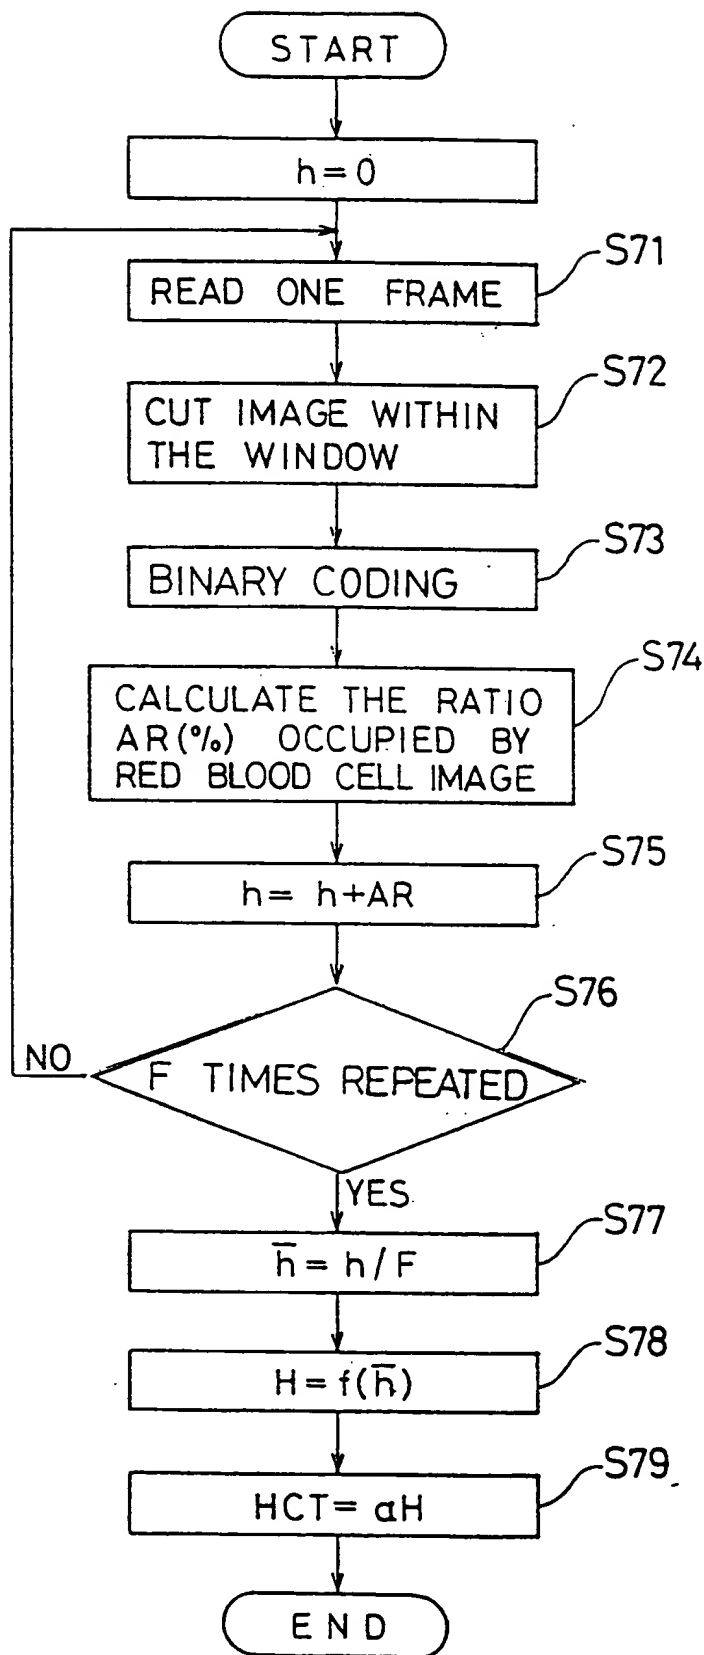 START
h=0
S71
READ ONE FRAME
S72
CUT IMAGE WITHIN
THE WINDOW
S73
BINARY CODING
S74
CALCULATE THE RATIO
AR(%) OCCUPIED BY
RED BLOOD CELL IMAGE
S75
h= h+AR
S76
NO
F TIMES REPEATED
YES
S77
h̅ = h/F
S78
H=f(h̅)
S79
HCT= aH
END